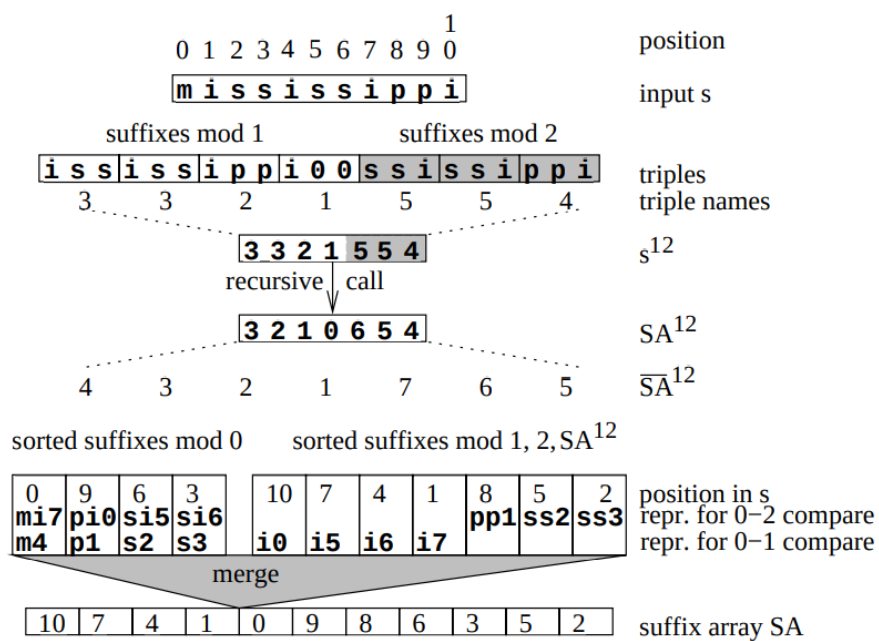 1
0 1 2 3 4 5 6 7 8 9 0 position
m i s s i s s i p p i input s
suffixes mod 1 suffixes mod 2
i s s i s s i p p i 0 0 s s i s s i p p i triples
3 3 2 1 5 5 4 triple names
3 3 2 1 5 5 4 s12
recursive call
3 2 1 0 6 5 4 SA12
4 3 2 1 7 6 5 SA12
sorted suffixes mod 0 sorted suffixes mod 1, 2, SA12
0 9 6 3 10 7 4 1 8 5 2 position in s
mi7 pi0 si5 si6 pp1 ss2 ss3 repr. for 0−2 compare
m4 p1 s2 s3 i0 i5 i6 i7 repr. for 0−1 compare
merge
10 7 4 1 0 9 8 6 3 5 2 suffix array SA